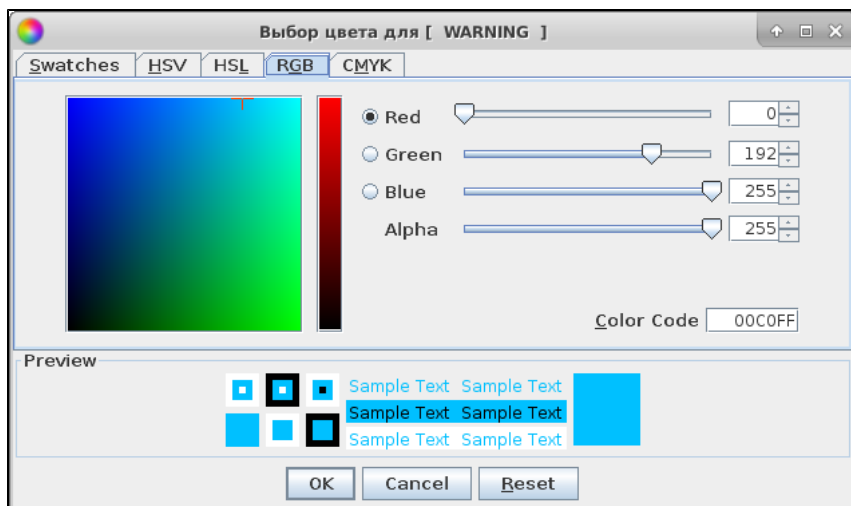 Выбор цвета для [ WARNING ]
Swatches HSV HSL RGB CMYK
Red 0
Green 192
Blue 255
Alpha 255
Color Code 00C0FF
Preview
Sample Text Sample Text
Sample Text Sample Text
Sample Text Sample Text
OK Cancel Reset